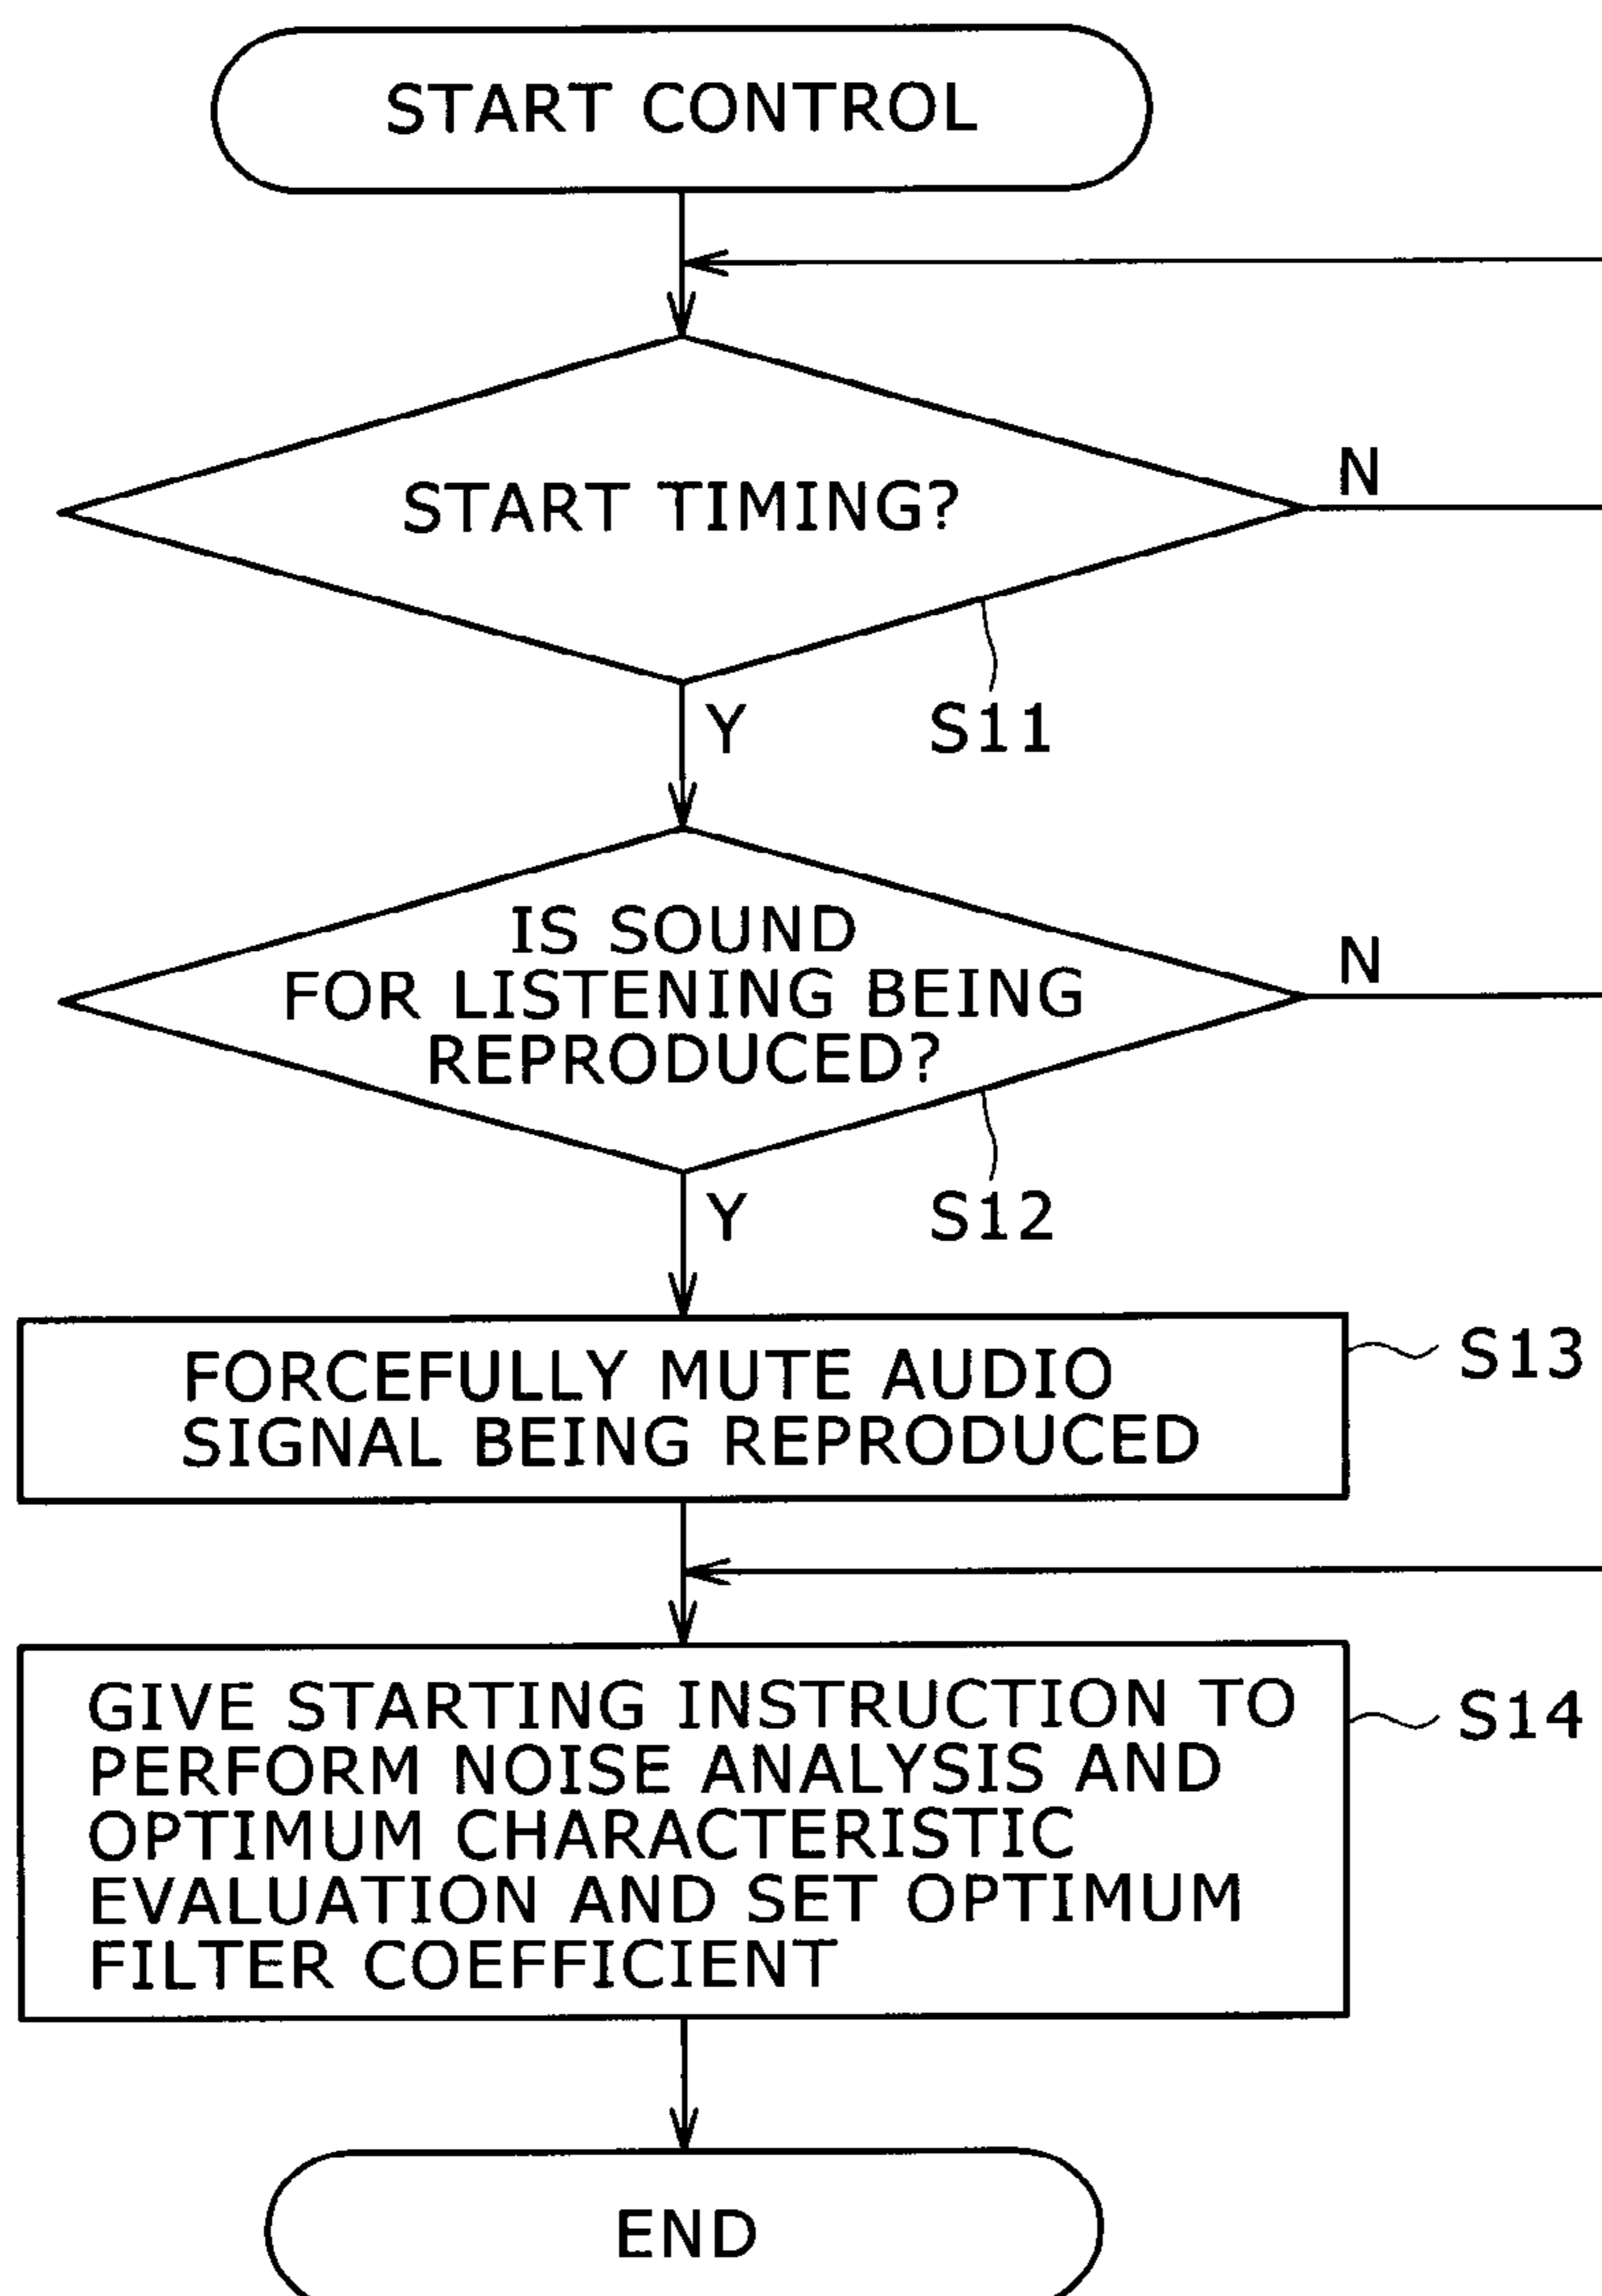 START CONTROL
START TIMING?
N
S11
Y
IS SOUND
FOR LISTENING BEING
REPRODUCED?
N
S12
Y
FORCEFULLY MUTE AUDIO
SIGNAL BEING REPRODUCED
S13
GIVE STARTING INSTRUCTION TO
PERFORM NOISE ANALYSIS AND
OPTIMUM CHARACTERISTIC
EVALUATION AND SET OPTIMUM
FILTER COEFFICIENT
S14
END